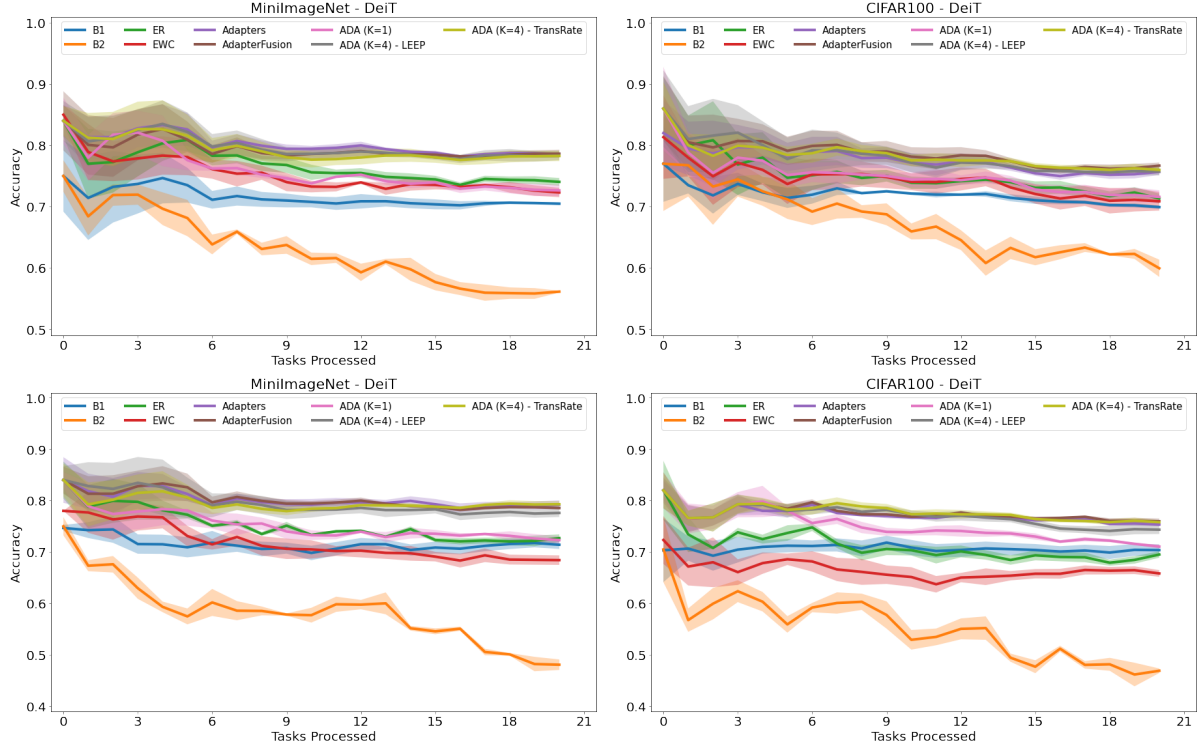 MiniImageNet - DeiT
B1 ER Adapters ADA (K=1) ADA (K=4) - TransRate
B2 EWC AdapterFusion ADA (K=4) - LEEP
Accuracy
1.0
0.9
0.8
0.7
0.6
0.5
0 3 6 9 12 15 18 21
Tasks Processed
CIFAR100 - DeiT
B1 ER Adapters ADA (K=1) ADA (K=4) - TransRate
B2 EWC AdapterFusion ADA (K=4) - LEEP
Accuracy
1.0
0.9
0.8
0.7
0.6
0.5
0 3 6 9 12 15 18 21
Tasks Processed
MiniImageNet - DeiT
B1 ER Adapters ADA (K=1) ADA (K=4) - TransRate
B2 EWC AdapterFusion ADA (K=4) - LEEP
Accuracy
1.0
0.9
0.8
0.7
0.6
0.5
0.4
0 3 6 9 12 15 18 21
Tasks Processed
CIFAR100 - DeiT
B1 ER Adapters ADA (K=1) ADA (K=4) - TransRate
B2 EWC AdapterFusion ADA (K=4) - LEEP
Accuracy
1.0
0.9
0.8
0.7
0.6
0.5
0.4
0 3 6 9 12 15 18 21
Tasks Processed